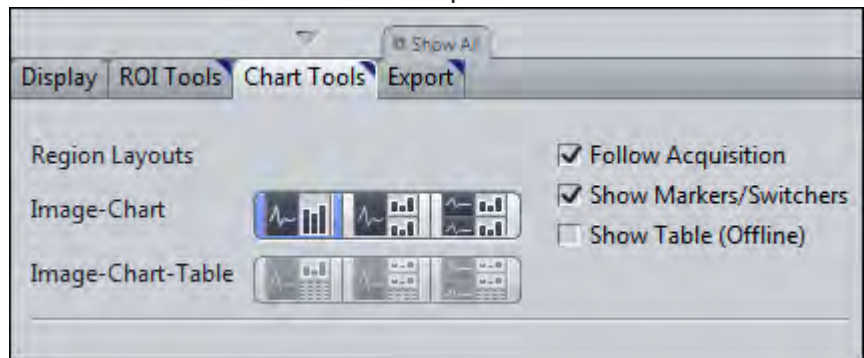 Show All
Display ROI Tools Chart Tools Export
Region Layouts
Image-Chart
Image-Chart-Table
Follow Acquisition
Show Markers/Switchers
Show Table (Offline)